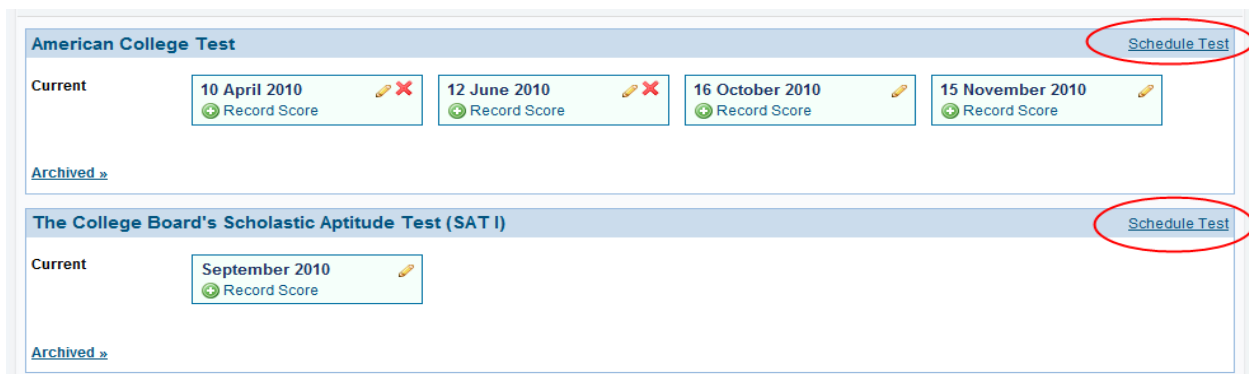 American College Test Schedule Test
Current 10 April 2010 12 June 2010 16 October 2010 15 November 2010
Record Score Record Score Record Score Record Score
Archived »
The College Board's Scholastic Aptitude Test (SAT I) Schedule Test
Current September 2010
Record Score
Archived »